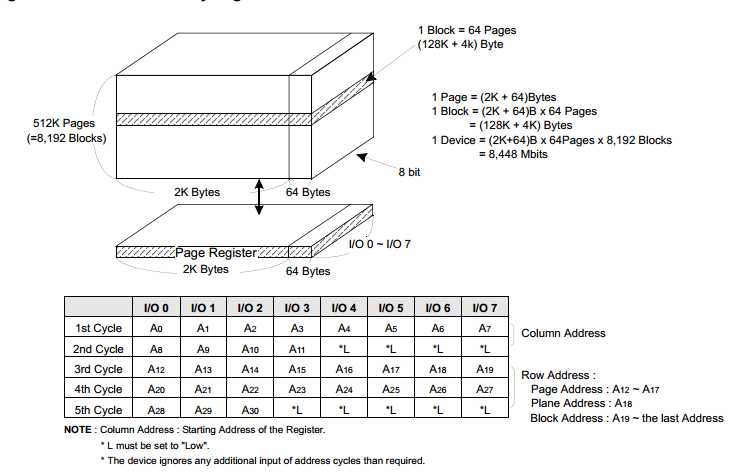 1 Block = 64 Pages
(128K + 4k) Byte
1 Page = (2K + 64)Bytes
1 Block = (2K + 64)B x 64 Pages
= (128K + 4K) Bytes
1 Device = (2K+64)B x 64Pages x 8,192 Blocks
= 8,448 Mbits
512K Pages
(=8,192 Blocks)
8 bit
2K Bytes 64 Bytes
Page Register
I/O 0 ~ I/O 7
2K Bytes 64 Bytes
I/O 0 I/O 1 I/O 2 I/O 3 I/O 4 I/O 5 I/O 6 I/O 7
1st Cycle A0 A1 A2 A3 A4 A5 A6 A7
2nd Cycle A8 A9 A10 A11 *L *L *L *L
3rd Cycle A12 A13 A14 A15 A16 A17 A18 A19
4th Cycle A20 A21 A22 A23 A24 A25 A26 A27
5th Cycle A28 A29 A30 *L *L *L *L *L
Column Address
Row Address :
Page Address : A12 ~ A17
Plane Address : A18
Block Address : A19 ~ the last Address
NOTE : Column Address : Starting Address of the Register.
* L must be set to "Low".
* The device ignores any additional input of address cycles than required.